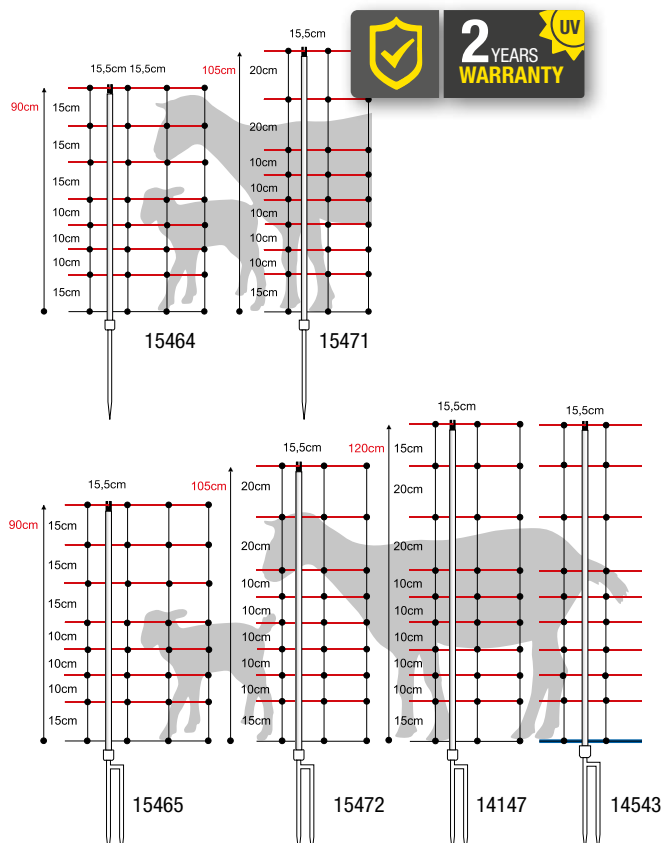 2 YEARS
WARRANTY
UV
15,5cm 15,5cm
90cm
15cm
15cm
15cm
10cm
10cm
10cm
15cm
15464
15,5cm
105cm
20cm
20cm
10cm
10cm
10cm
10cm
10cm
15cm
15471
15,5cm
90cm
15cm
15cm
15cm
10cm
10cm
10cm
15cm
15465
15,5cm
105cm
20cm
20cm
10cm
10cm
10cm
10cm
10cm
15cm
15472
15,5cm
120cm
15cm
20cm
20cm
10cm
10cm
10cm
10cm
10cm
15cm
14147
15,5cm
14543